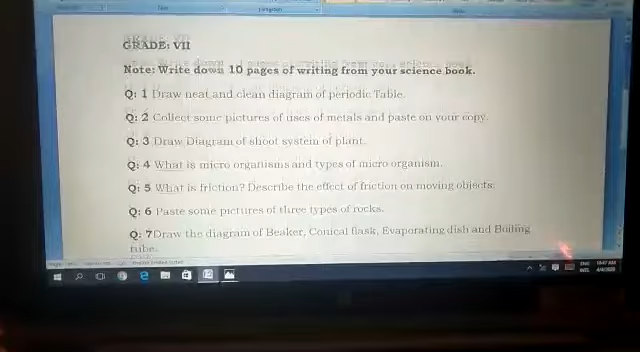 GRADE: VII
Note: Write down 10 pages of writing from your science book.
Q: 1 Draw neat and clean diagram of periodic Table.
Q: 2 Collect some pictures of uses of metals and paste on your copy.
Q: 3 Draw Diagram of shoot system of plant.
Q: 4 What is micro organisms and types of micro organism.
Q: 5 What is friction? Describe the effect of friction on moving objects.
Q: 6 Paste some pictures of three types of rocks.
Q: 7Draw the diagram of Beaker, Conical flask, Evaporating dish and Boiling
tube.
ENG 10:47 AM